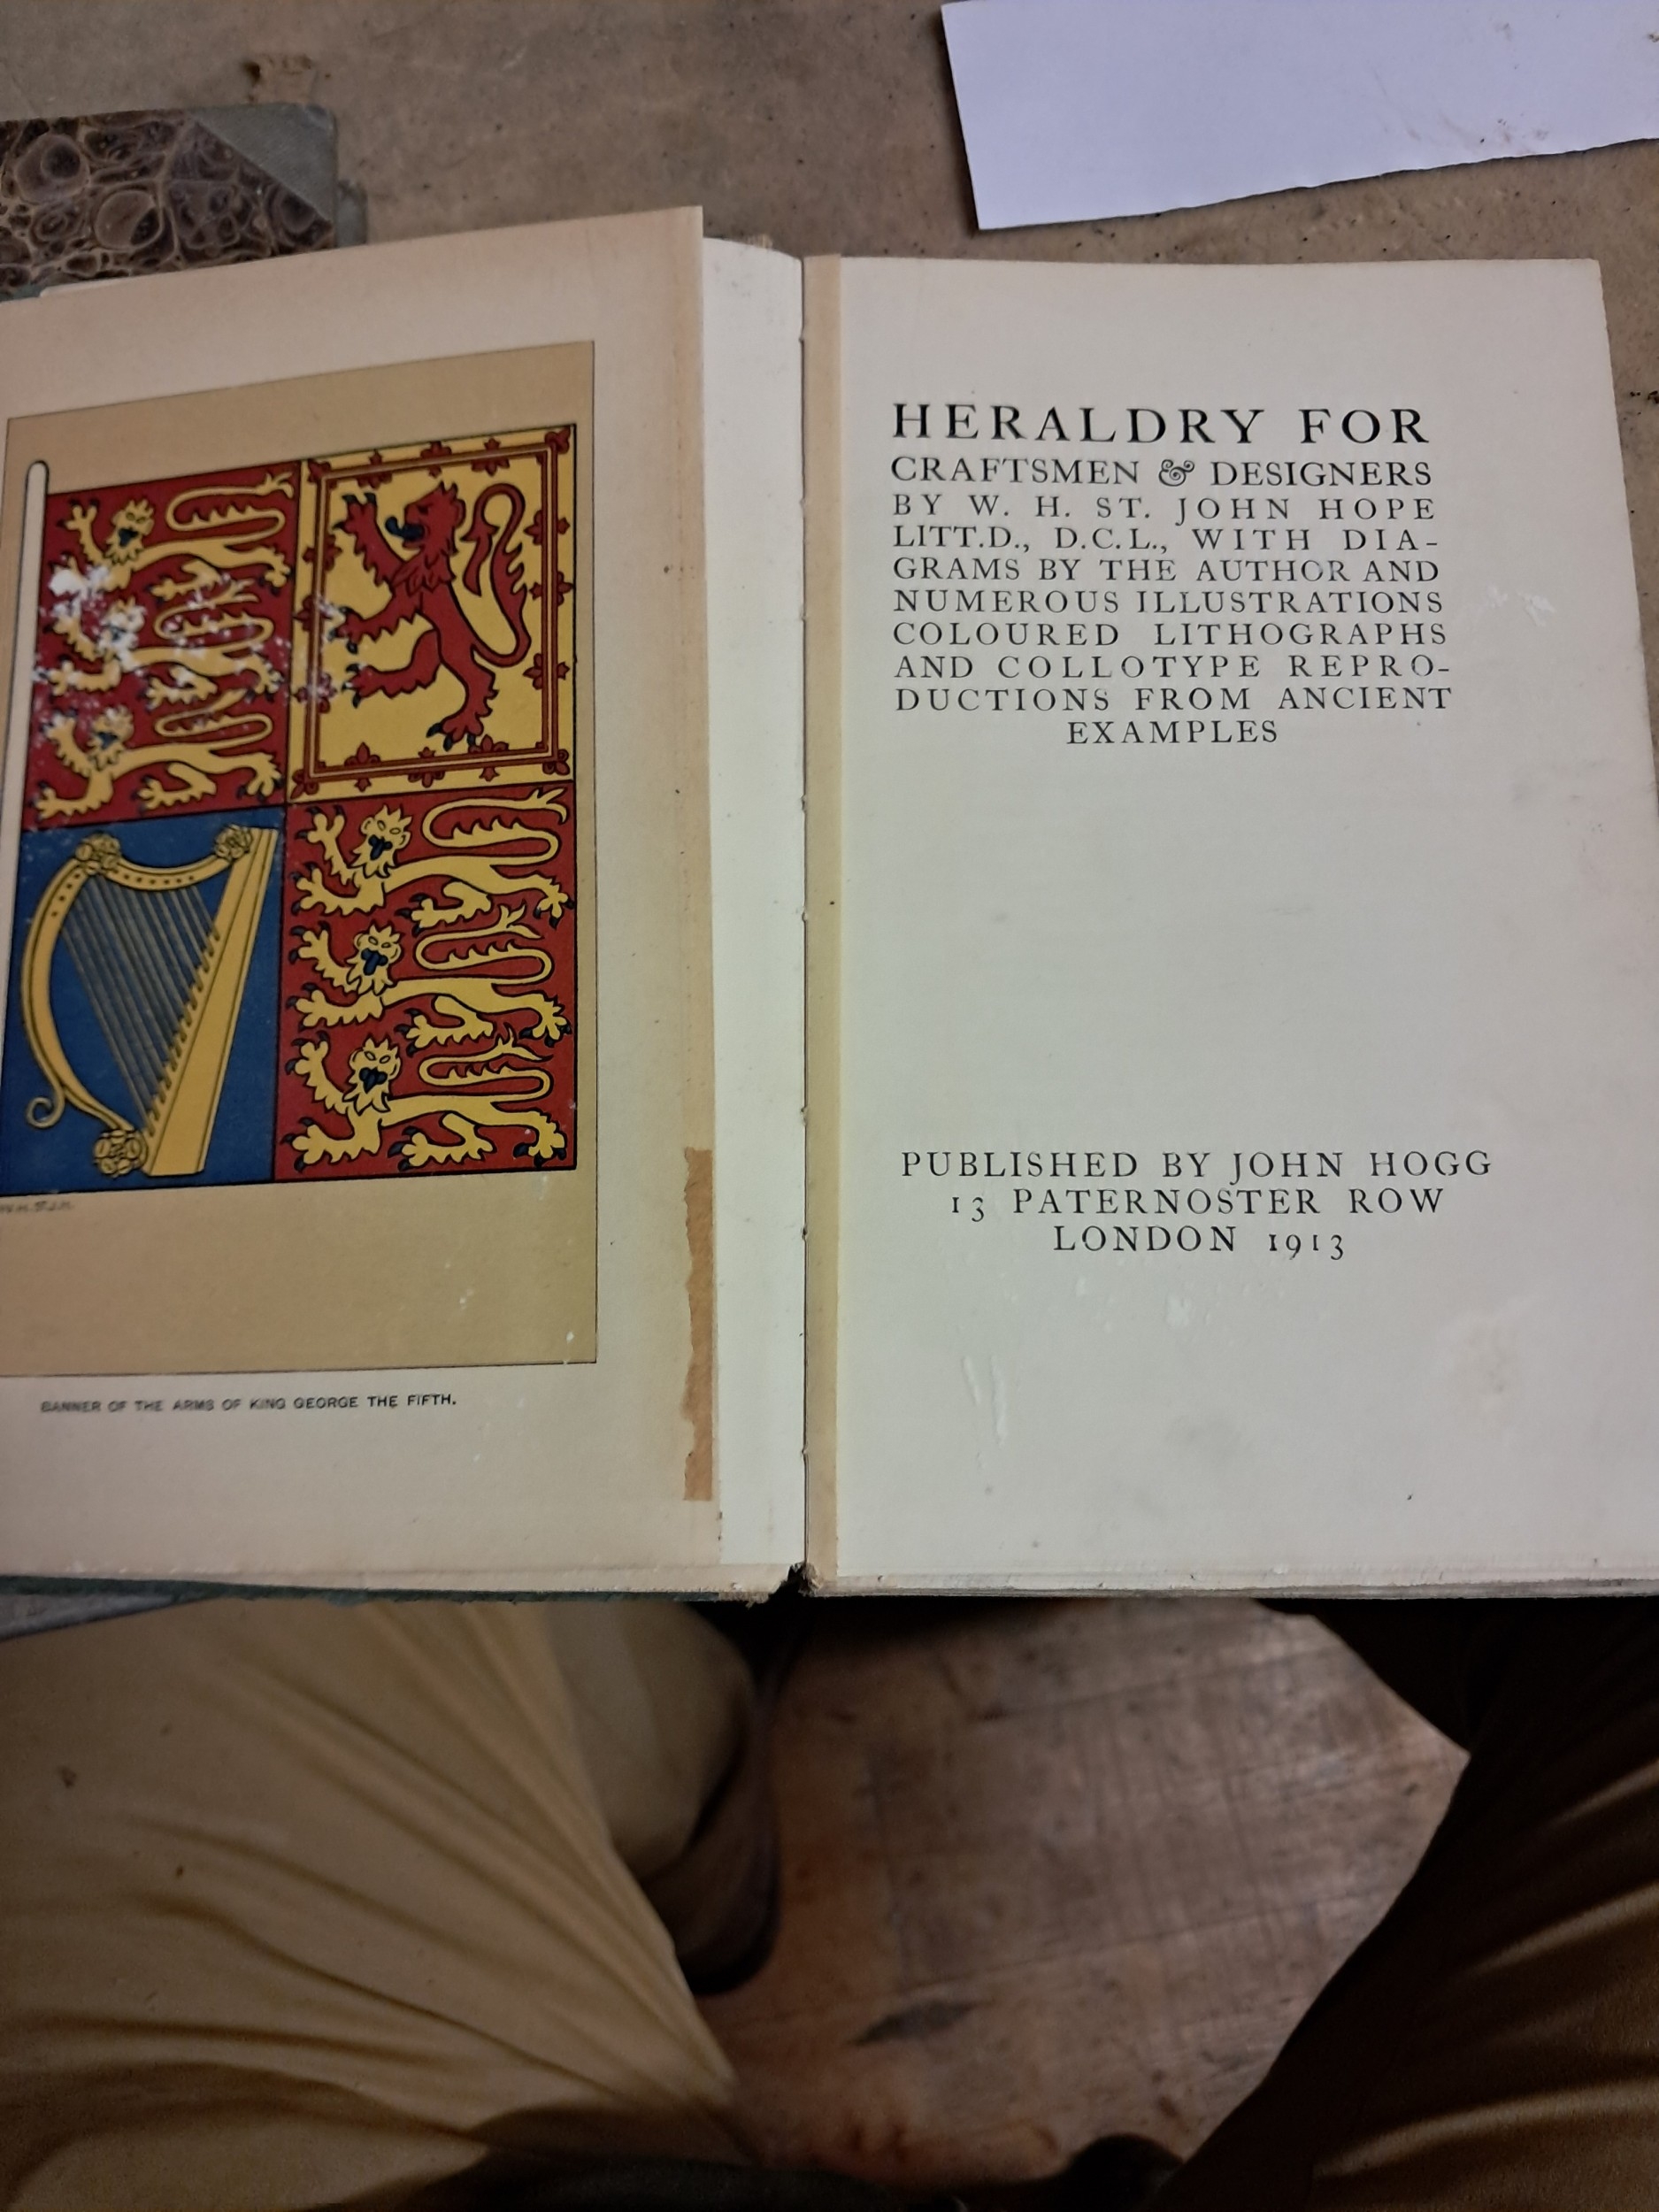 BANNER OF THE ARMS OF KING GEORGE THE FIFTH.
HERALDRY FOR
CRAFTSMEN & DESIGNERS
BY W. H. ST. JOHN HOPE
LITT.D., D.C.L., WITH DIA-
GRAMS BY THE AUTHOR AND
NUMEROUS ILLUSTRATIONS
COLOURED LITHOGRAPHS
AND COLLOTYPE REPRO-
DUCTIONS FROM ANCIENT
EXAMPLES
PUBLISHED BY JOHN HOGG
13 PATERNOSTER ROW
LONDON 1913